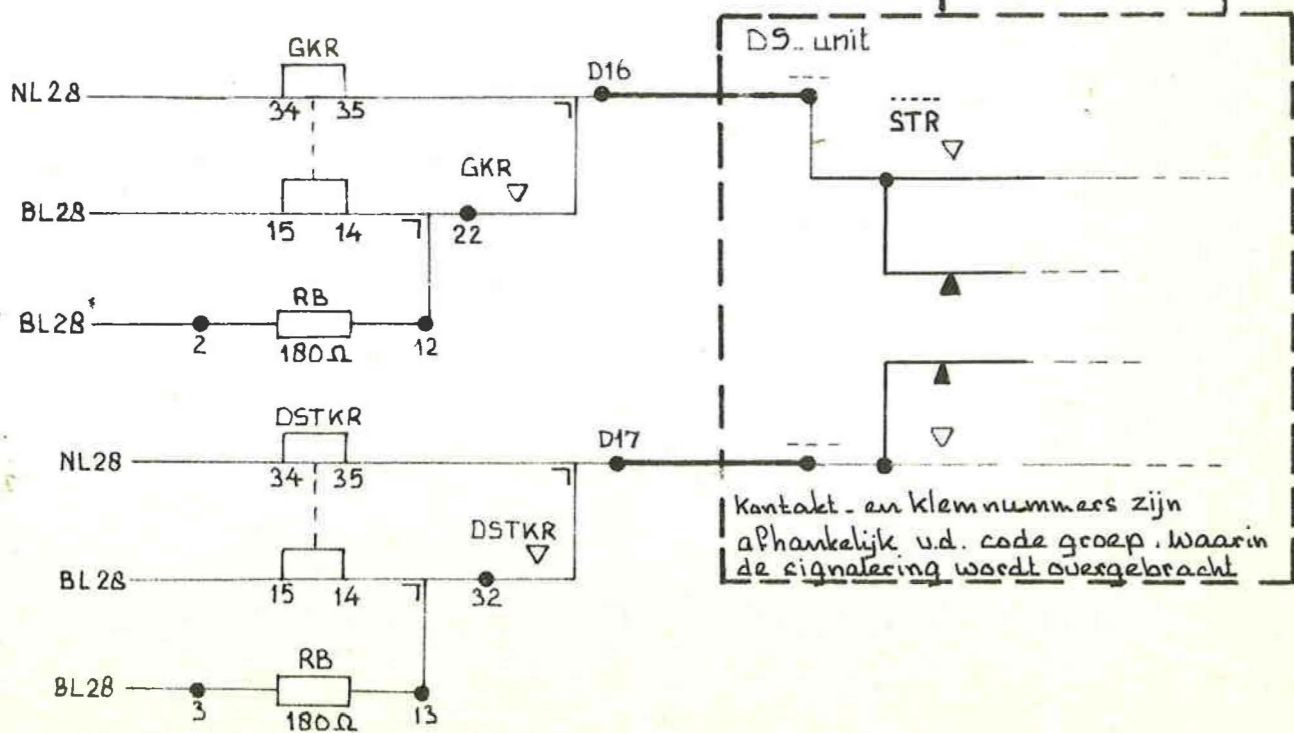 DS.. unit
GKR
NL28
34 35
D16
STR
GKR
BL28
15 14
22
RB
BL28
2
12
180Ω
DSTKR
NL28
34 35
D17
DSTKR
BL28
15 14
32
RB
BL28
3
13
180Ω
Kontakt- en klemnummers zijn
afhankelijk v.d. code groep. waarin
de signalering wordt overgebracht